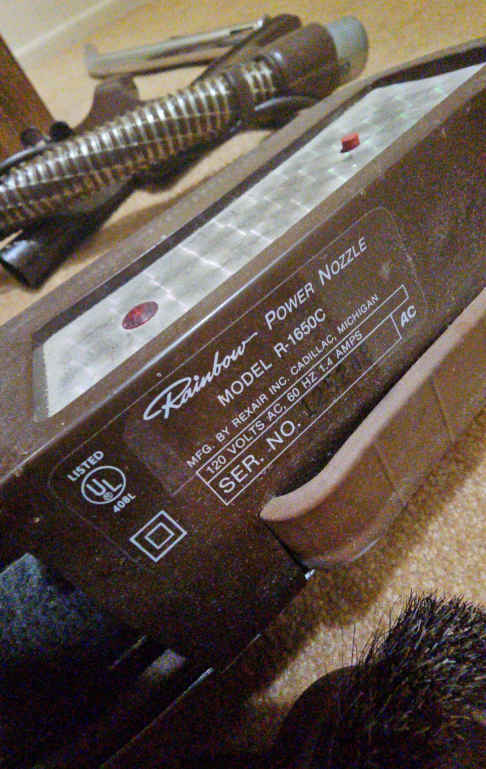 Rainbow POWER NOZZLE
MODEL R-1650C
MFG. BY REXAIR INC. CADILLAC, MICHIGAN
120 VOLTS AC, 60 HZ 1.4 AMPS
AC
SER. NO.
LISTED
UL
®
408L